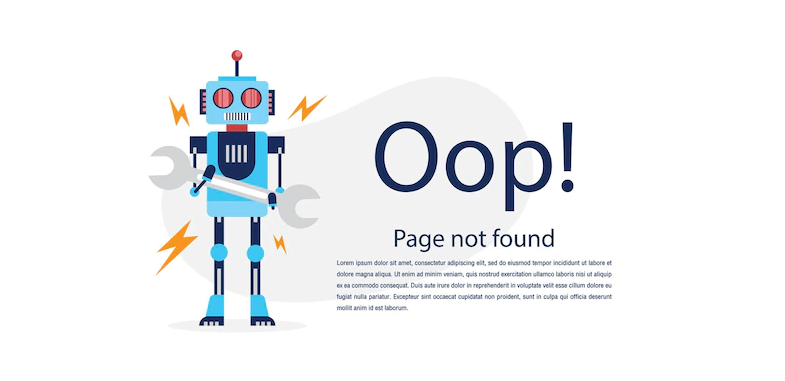 Oop!
Page not found
Lorem ipsum dolor sit amet, consectetur adipiscing elit, sed do eiusmod tempor incididunt ut labore et
dolore magna aliqua. Ut enim ad minim veniam, quis nostrud exercitation ullamco laboris nisi ut aliquip
ex ea commodo consequat. Duis aute irure dolor in reprehenderit in voluptate velit esse cillum dolore eu
fugiat nulla pariatur. Excepteur sint occaecat cupidatat non proident, sunt in culpa qui officia deserunt
mollit anim id est laborum.